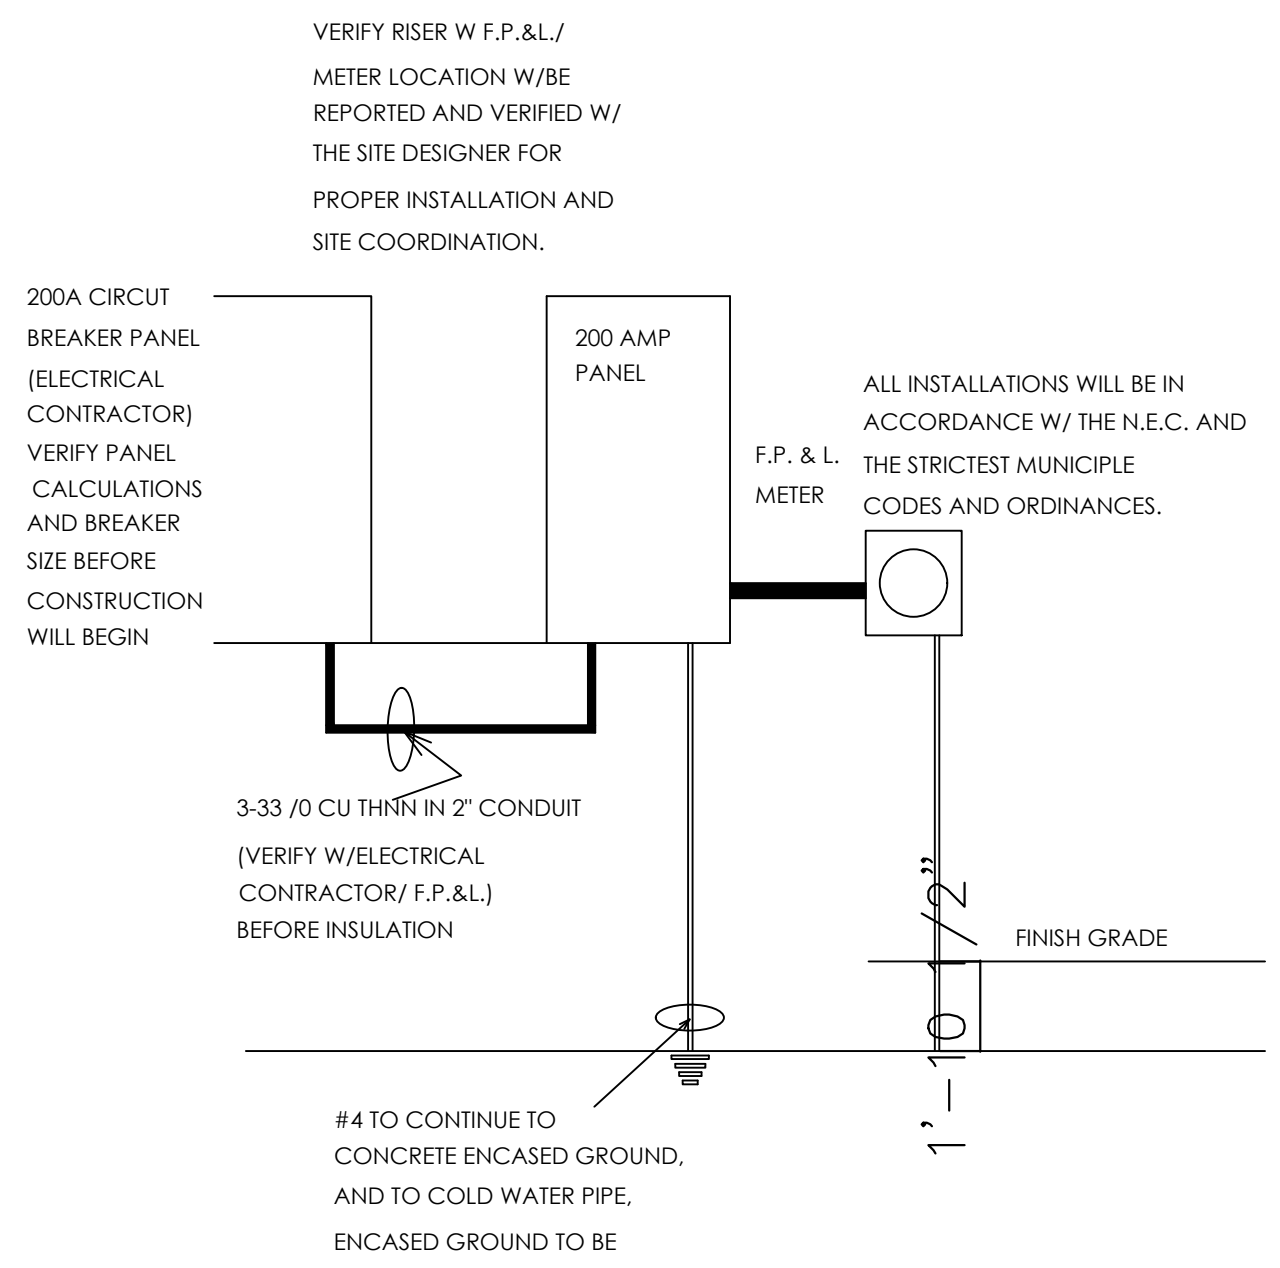 VERIFY RISER W F.P.&L./
METER LOCATION W/BE
REPORTED AND VERIFIED W/
THE SITE DESIGNER FOR
PROPER INSTALLATION AND
SITE COORDINATION.
200A CIRCUT
BREAKER PANEL
(ELECTRICAL
CONTRACTOR)
VERIFY PANEL
CALCULATIONS
AND BREAKER
SIZE BEFORE
CONSTRUCTION
WILL BEGIN
200 AMP
PANEL
F.P. & L.
METER
ALL INSTALLATIONS WILL BE IN
ACCORDANCE W/ THE N.E.C. AND
THE STRICTEST MUNICIPLE
CODES AND ORDINANCES.
3-33 /0 CU THNN IN 2" CONDUIT
(VERIFY W/ELECTRICAL
CONTRACTOR/ F.P.&L.)
BEFORE INSULATION
FINISH GRADE
1’–10 1/2”
#4 TO CONTINUE TO
CONCRETE ENCASED GROUND,
AND TO COLD WATER PIPE,
ENCASED GROUND TO BE